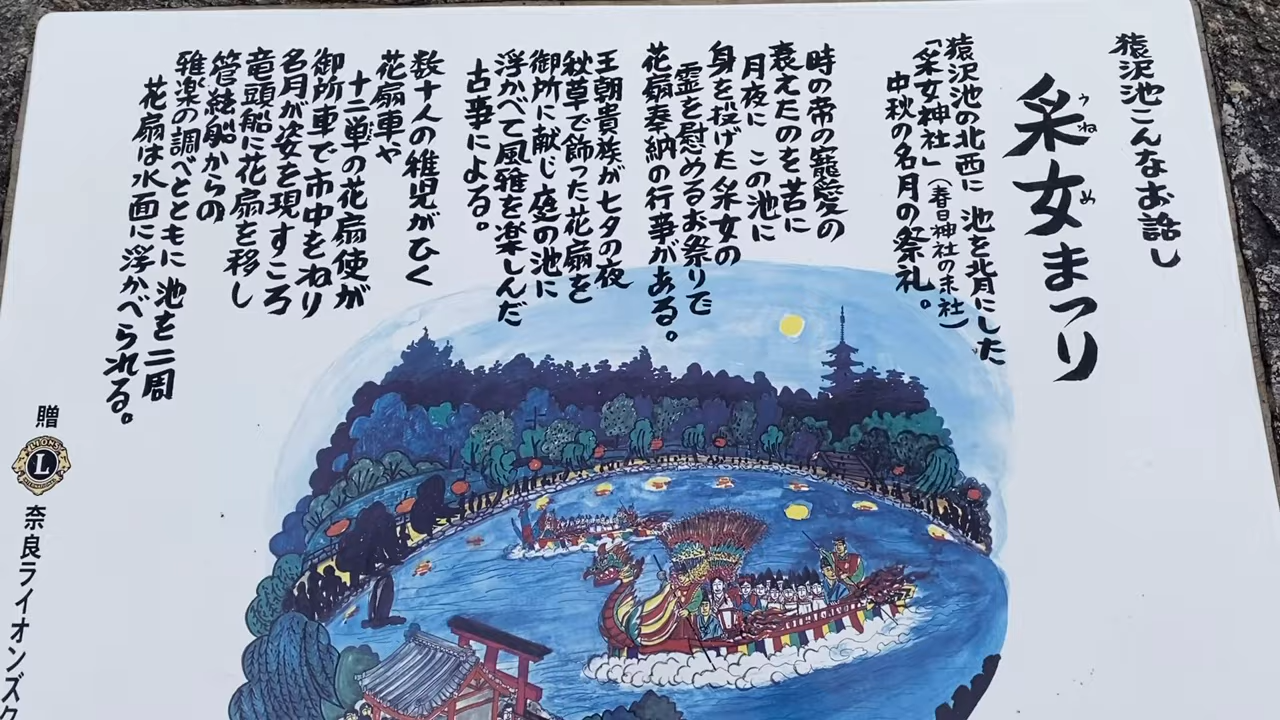 猿沢池こんなお話し
采女まつり
うねめ
猿沢池の北西に 池を背にした
「采女神社」(春日神社の末社)
中秋の名月の祭礼。
時の帝の寵愛の
衰えたのを苦に
月夜に この池に
身を投げた 采女の
霊を慰めるお祭りで
花扇奉納の行事がある。
王朝貴族が七夕の夜
秋草で飾った花扇を
御所に献じ庭の池に
浮かべて風雅を楽しんだ
古事による。
数十人の稚児がひく
花扇車や
十二単の花扇使が
御所車で市中をねり
名月が姿を現すころ
竜頭船に花扇を移し
管絃船からの
雅楽の調べとともに 池を二周
花扇は水面に浮かべられる。
贈
LIONS
L
奈良ライオンズク